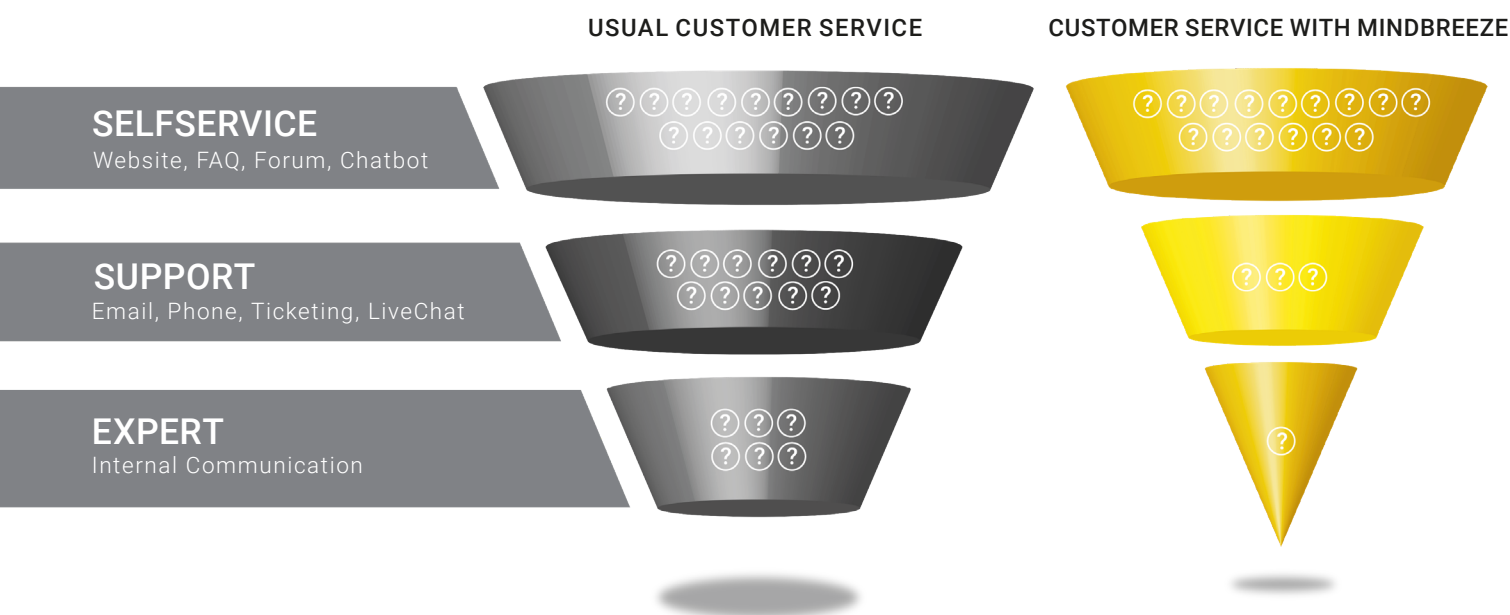 USUAL CUSTOMER SERVICE
CUSTOMER SERVICE WITH MINDBREEZE
SELFSERVICE
Website, FAQ, Forum, Chatbot
? ? ? ? ? ? ? ? ?
? ? ? ? ? ?
? ? ? ? ? ? ? ? ?
? ? ? ? ? ?
SUPPORT
Email, Phone, Ticketing, LiveChat
? ? ? ? ? ?
? ? ? ? ?
? ? ?
EXPERT
Internal Communication
? ? ?
? ? ?
?